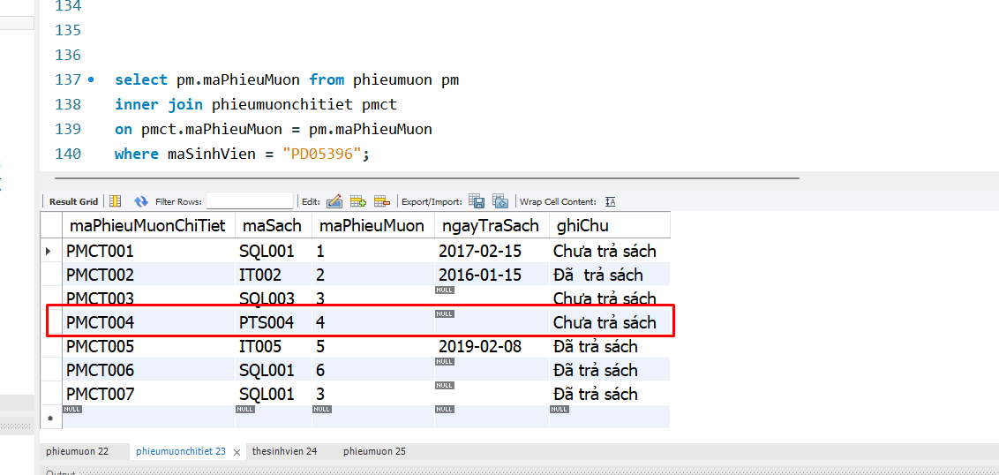 134
135
136
137 select pm.maPhieuMuon from phieumuon pm
138 inner join phieumuonchitiet pmct
139 on pmct.maPhieuMuon = pm.maPhieuMuon
140 where maSinhVien = "PD05396";
Result Grid Filter Rows: Edit: Export/Import: Wrap Cell Content:
maPhieuMuonChiTiet maSach maPhieuMuon ngayTraSach ghiChu
PMCT001 SQL001 1 2017-02-15 Chưa trả sách
PMCT002 IT002 2 2016-01-15 Đã  trả sách
PMCT003 SQL003 3 NULL Chưa trả sách
PMCT004 PTS004 4 NULL Chưa trả sách
PMCT005 IT005 5 2019-02-08 Đã trả sách
PMCT006 SQL001 6 NULL Đã trả sách
PMCT007 SQL001 3 NULL Đã trả sách
NULL NULL NULL NULL NULL
phieumuon 22 phieumuonchitiet 23 thesinhvien 24 phieumuon 25
Output